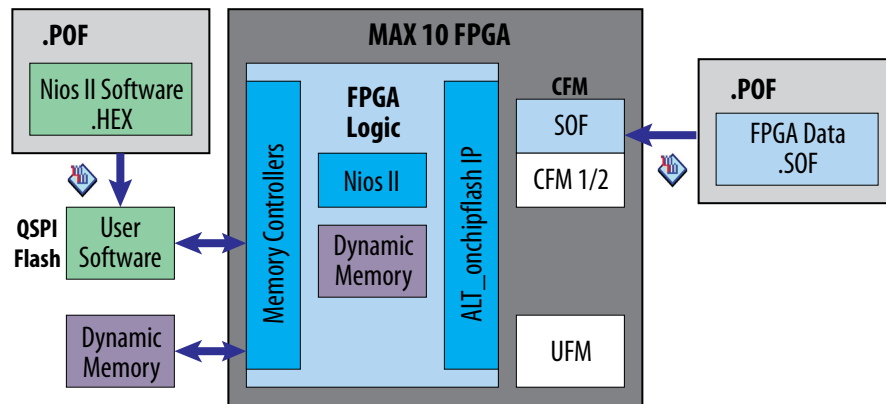 .POF
Nios II Software
.HEX
QSPI
Flash
User
Software
Dynamic
Memory
MAX 10 FPGA
Memory Controllers
FPGA
Logic
Nios II
Dynamic
Memory
ALT_onchipflash IP
CFM
SOF
CFM 1/2
UFM
.POF
FPGA Data
.SOF